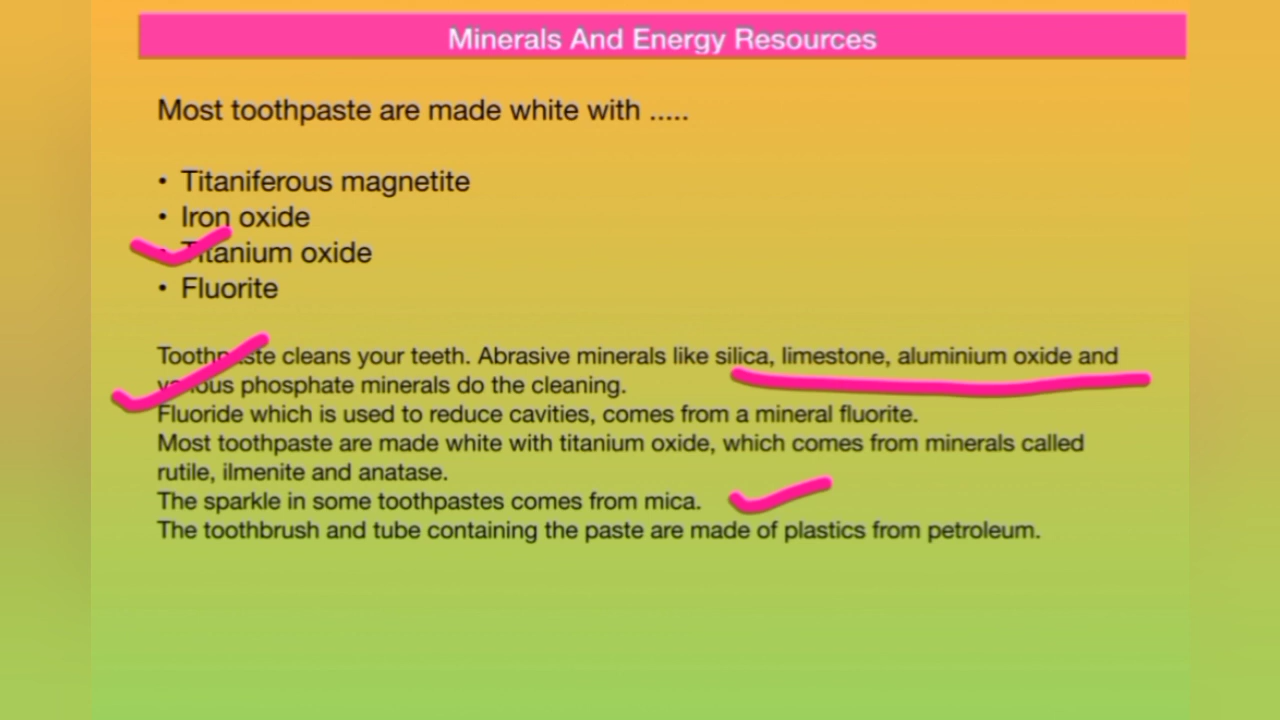 Minerals And Energy Resources
Most toothpaste are made white with .....
• Titaniferous magnetite
• Iron oxide
• Titanium oxide
• Fluorite
Toothpaste cleans your teeth. Abrasive minerals like silica, limestone, aluminium oxide and
various phosphate minerals do the cleaning.
Fluoride which is used to reduce cavities, comes from a mineral fluorite.
Most toothpaste are made white with titanium oxide, which comes from minerals called
rutile, ilmenite and anatase.
The sparkle in some toothpastes comes from mica.
The toothbrush and tube containing the paste are made of plastics from petroleum.